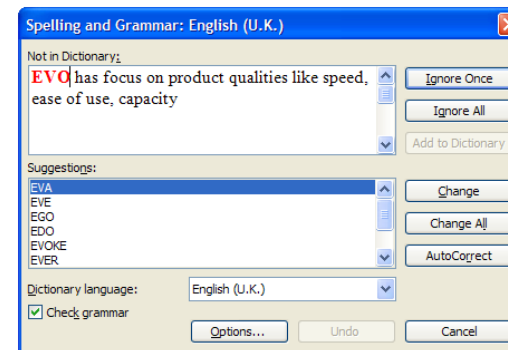 Spelling and Grammar: English (U.K.)
Not in Dictionary:
EVO has focus on product qualities like speed,
ease of use, capacity
Ignore Once
Ignore All
Add to Dictionary
Suggestions:
EVA
EVE
EGO
EDO
EVOKE
EVER
Change
Change All
AutoCorrect
Dictionary language:
English (U.K.)
Check grammar
Options...
Undo
Cancel